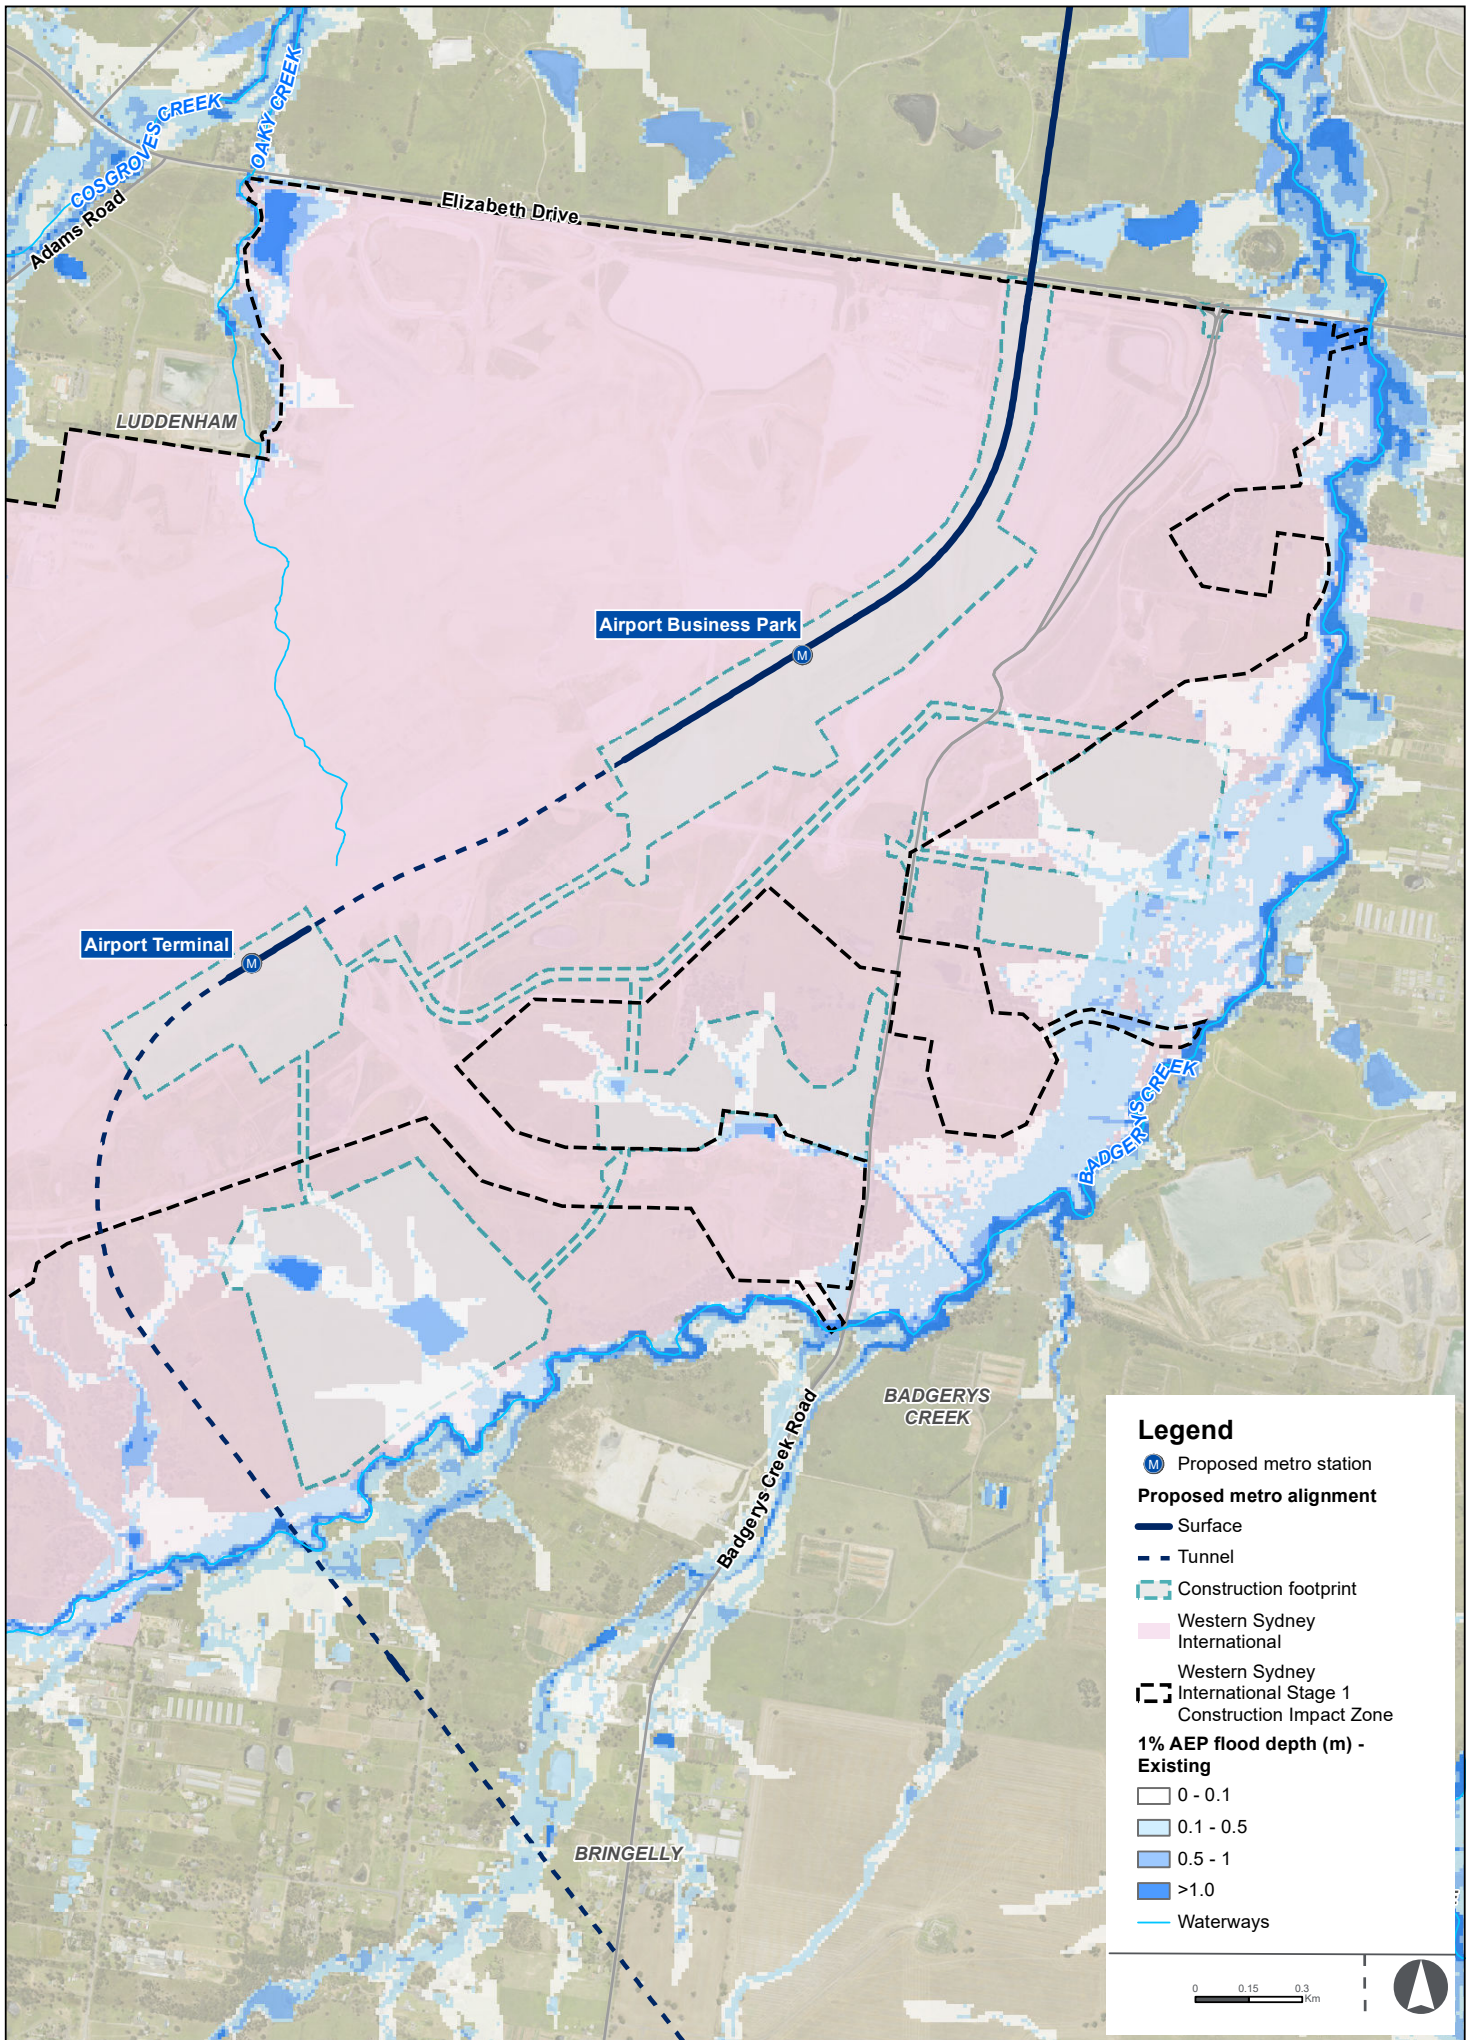 OAKY CREEK
COSGROVES CREEK
Adams Road
Elizabeth Drive
LUDDENHAM
Airport Business Park
M
Airport Terminal
M
BADGERYS CREEK
BADGERYS
CREEK
Badgerys Creek Road
BRINGELLY
Legend
M Proposed metro station
Proposed metro alignment
Surface
Tunnel
Construction footprint
Western Sydney
International
Western Sydney
International Stage 1
Construction Impact Zone
1% AEP flood depth (m) -
Existing
0 - 0.1
0.1 - 0.5
0.5 - 1
>1.0
Waterways
0 0.15 0.3
Km